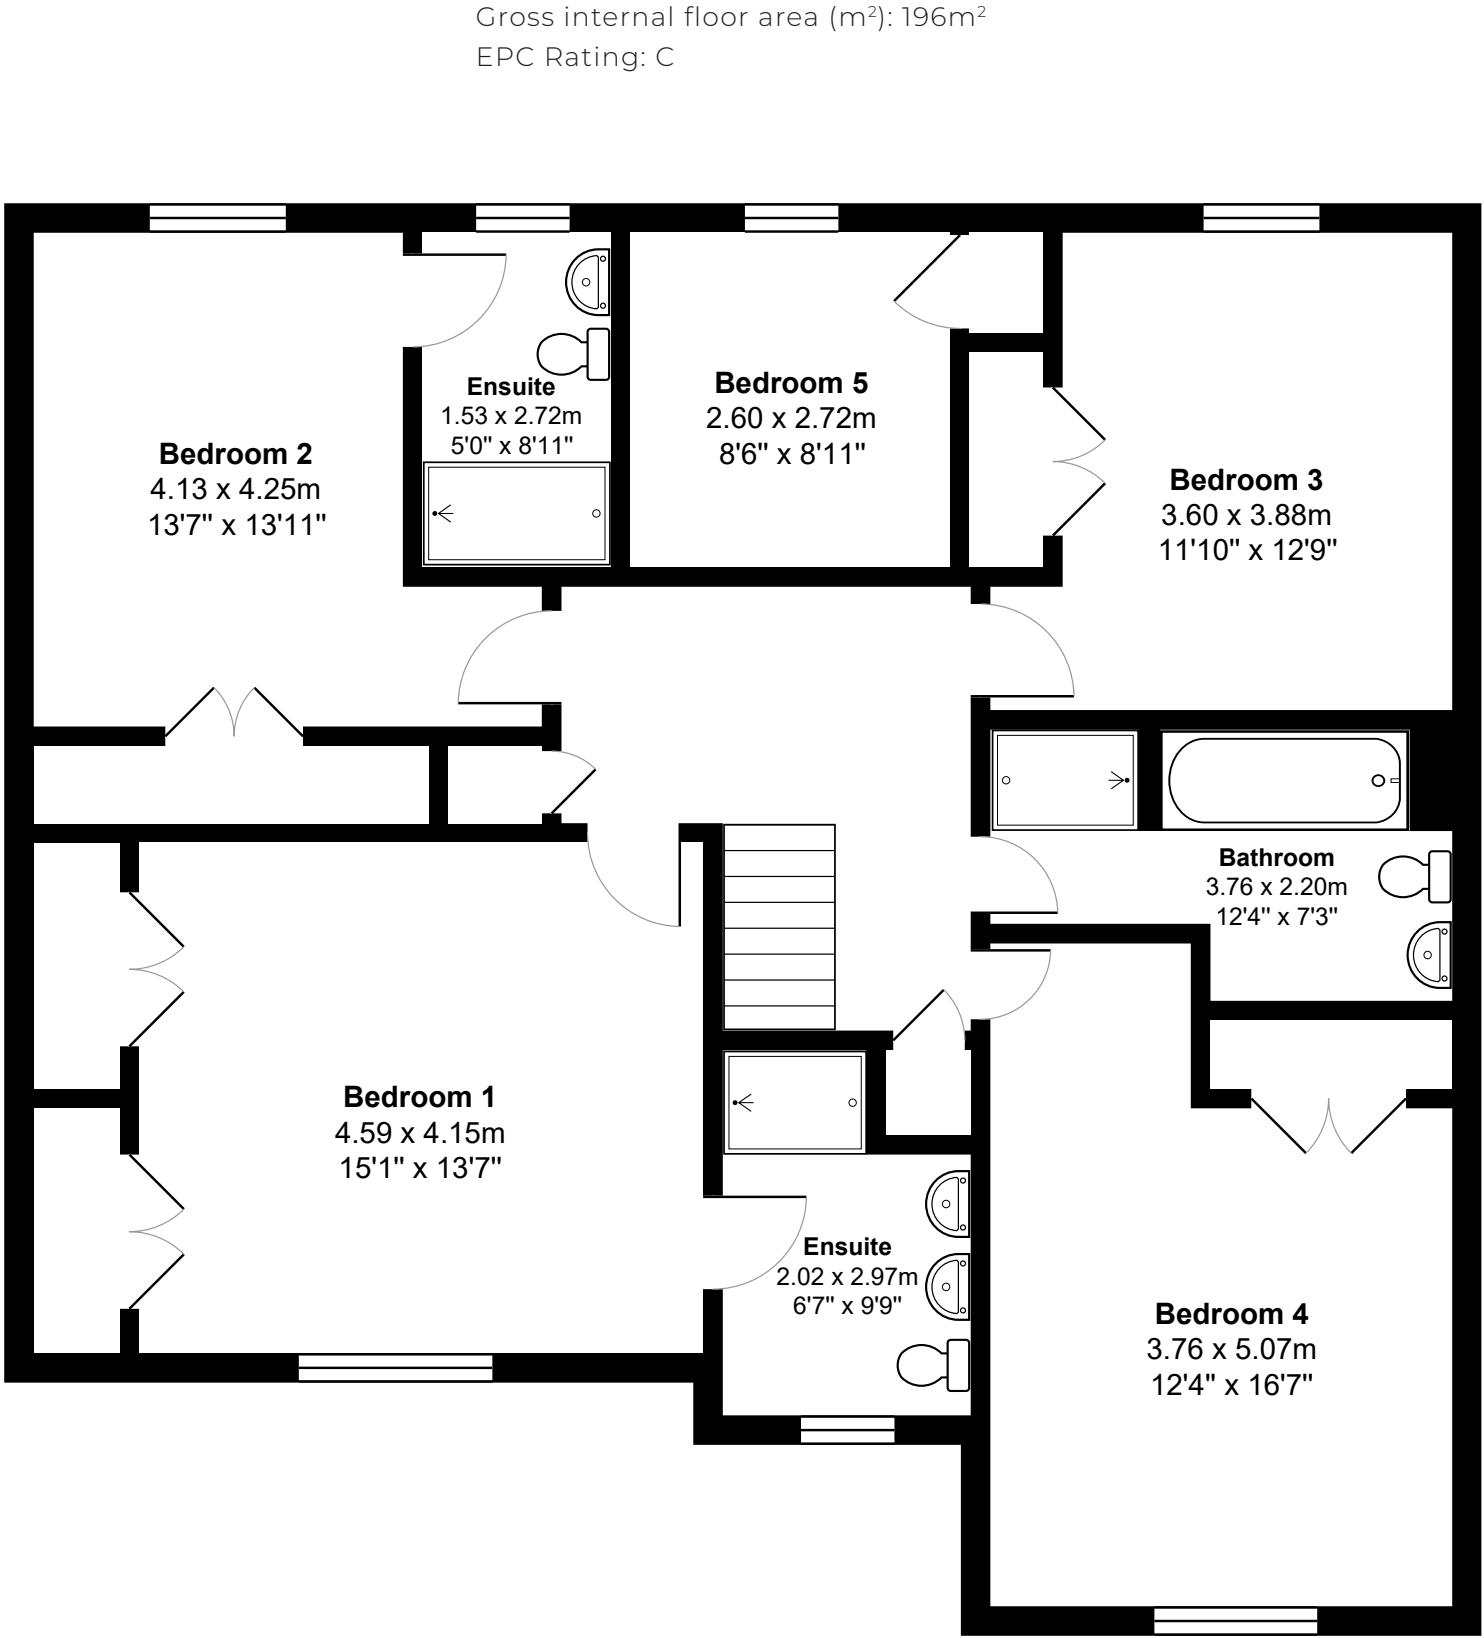 Gross internal floor area (m²): 196m²
EPC Rating: C
Bedroom 2
4.13 x 4.25m
13'7" x 13'11"
Ensuite
1.53 x 2.72m
5'0" x 8'11"
Bedroom 5
2.60 x 2.72m
8'6" x 8'11"
Bedroom 3
3.60 x 3.88m
11'10" x 12'9"
Bathroom
3.76 x 2.20m
12'4" x 7'3"
Bedroom 1
4.59 x 4.15m
15'1" x 13'7"
Ensuite
2.02 x 2.97m
6'7" x 9'9"
Bedroom 4
3.76 x 5.07m
12'4" x 16'7"